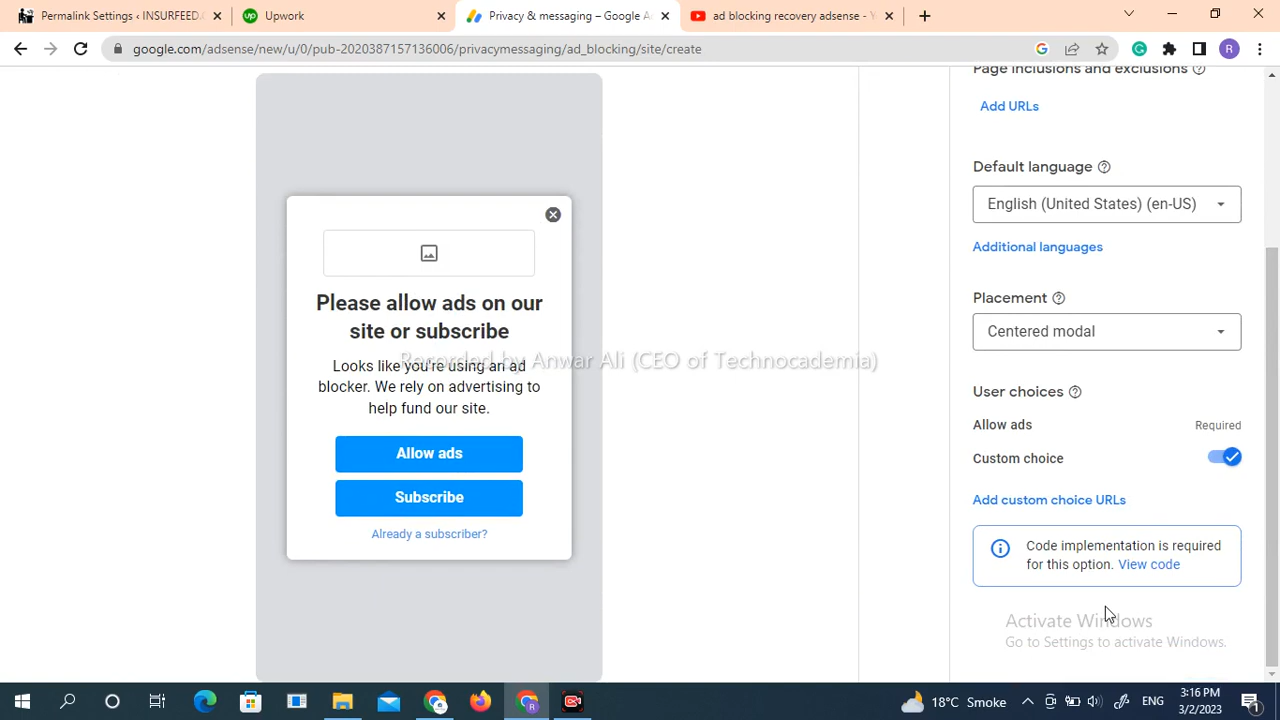 Permalink Settings ‹ INSURFEED
Upwork
Privacy & messaging – Google A
ad blocking recovery adsense - Y
google.com/adsense/new/u/0/pub-2020387157136006/privacymessaging/ad_blocking/site/create
R
Page inclusions and exclusions
Add URLs
Default language
English (United States) (en-US)
Additional languages
Placement
Centered modal
User choices
Allow ads
Required
Custom choice
Add custom choice URLs
Code implementation is required
for this option. View code
Please allow ads on our
site or subscribe
Looks like you're using an ad
blocker. We rely on advertising to
help fund our site.
Allow ads
Subscribe
Already a subscriber?
Recorded by Anwar Ali (CEO of Technocademia)
Activate Windows
Go to Settings to activate Windows.
18°C Smoke
ENG
3:16 PM
3/2/2023